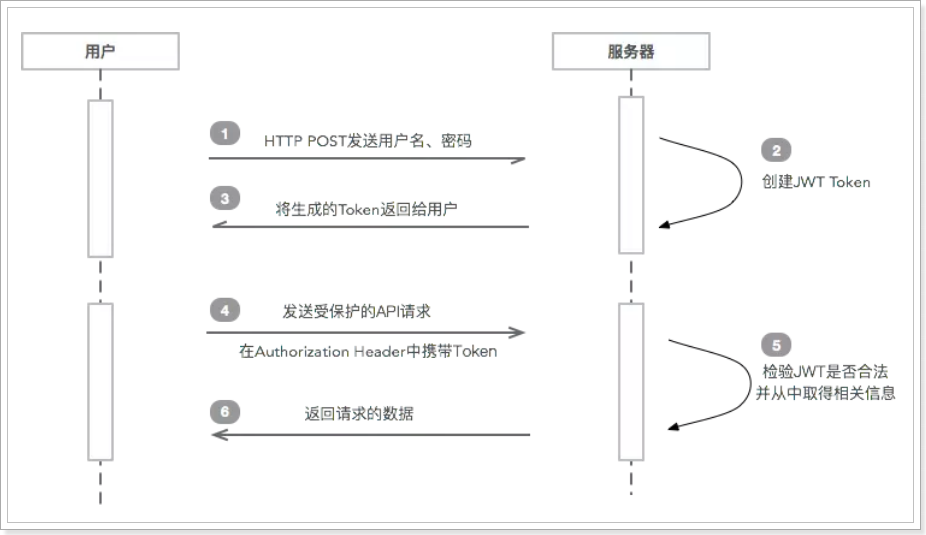 用户
服务器
1
HTTP POST发送用户名、密码
2
创建JWT Token
3
将生成的Token返回给用户
4
发送受保护的API请求
在Authorization Header中携带Token
5
检验JWT是否合法
并从中取得相关信息
6
返回请求的数据